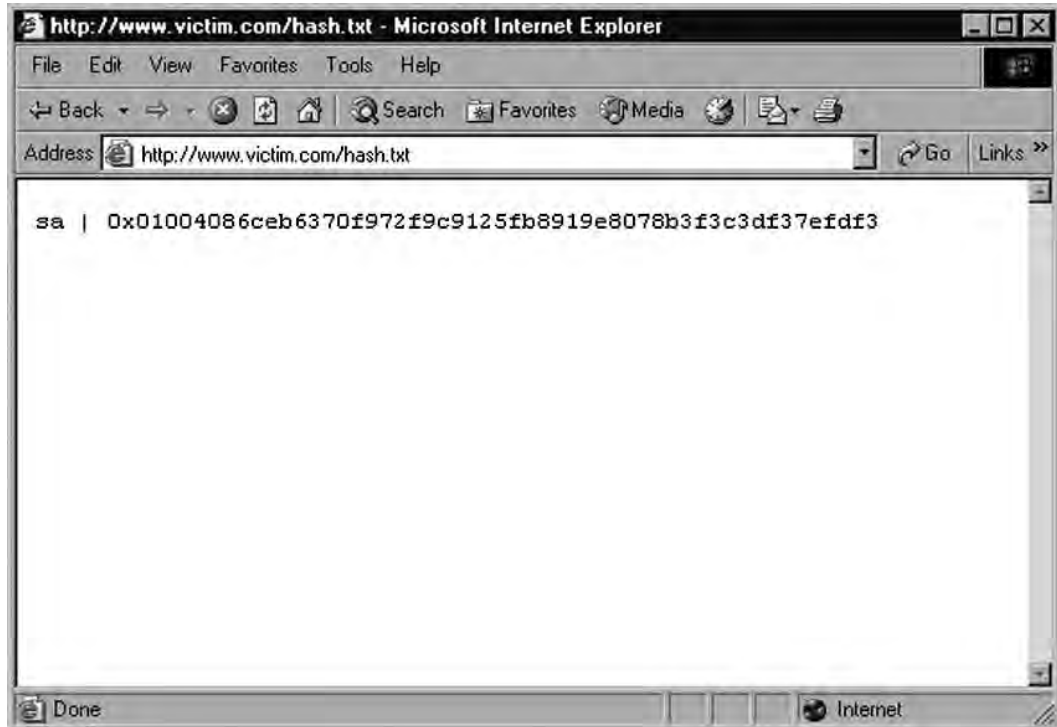 http://www.victim.com/hash.txt - Microsoft Internet Explorer
File Edit View Favorites Tools Help
Back Search Favorites Media
Address http://www.victim.com/hash.txt Go Links »
sa | 0x01004086ceb6370f972f9c9125fb8919e8078b3f3c3df37efdf3
Done Internet